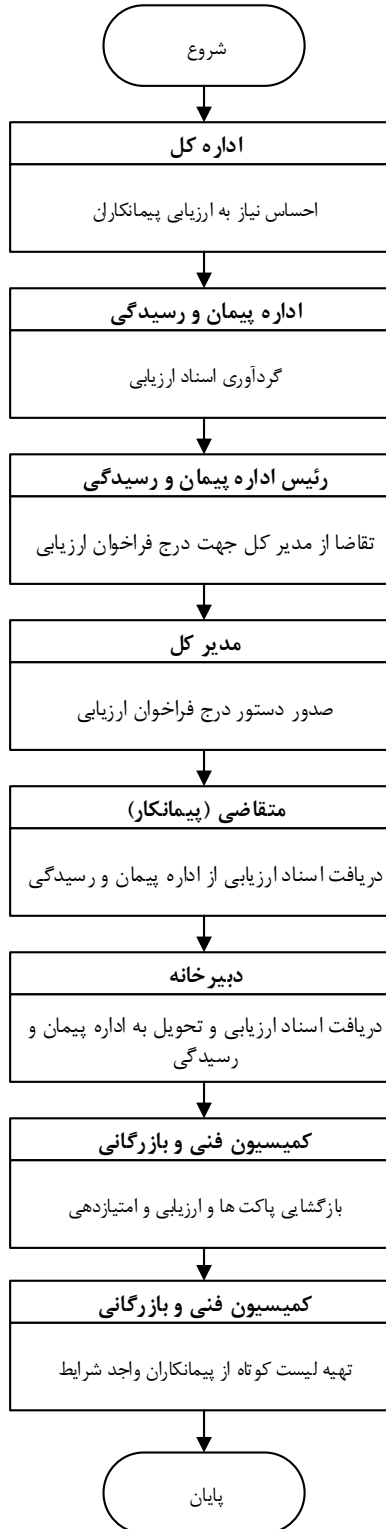 شروع
اداره کل
احساس نیاز به ارزیابی پیمانکاران
اداره پیمان و رسیدگی
گردآوری اسناد ارزیابی
رئیس اداره پیمان و رسیدگی
تقاضا از مدیر کل جهت درج فراخوان ارزیابی
مدیر کل
صدور دستور درج فراخوان ارزیابی
متقاضی (پیمانکار)
دریافت اسناد ارزیابی از اداره پیمان و رسیدگی
دبیرخانه
دریافت اسناد ارزیابی و تحویل به اداره پیمان و
رسیدگی
کمیسیون فنی و بازرگانی
بازگشایی پاکت ها و ارزیابی و امتیازدهی
کمیسیون فنی و بازرگانی
تهیه لیست کوتاه از پیمانکاران واجد شرایط
پایان